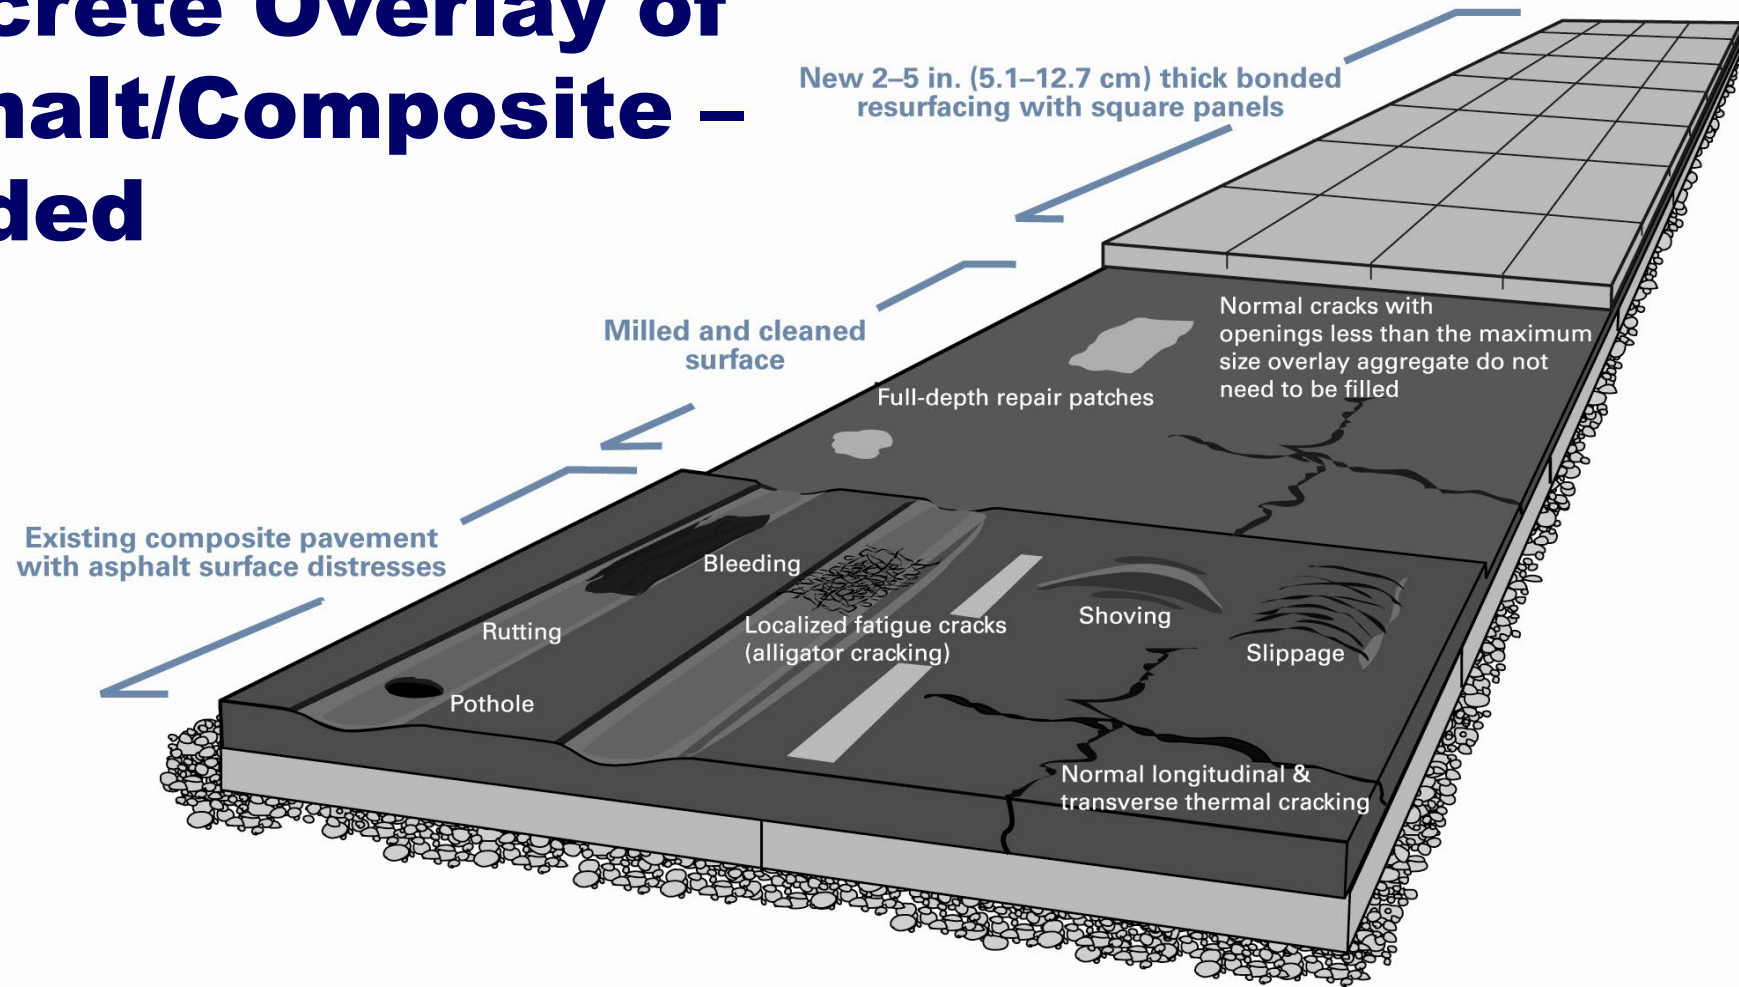 crete Overlay of
halt/Composite –
ded
New 2–5 in. (5.1–12.7 cm) thick bonded
resurfacing with square panels
Milled and cleaned
surface
Normal cracks with
openings less than the maximum
size overlay aggregate do not
need to be filled
Full-depth repair patches
Existing composite pavement
with asphalt surface distresses
Bleeding
Rutting
Localized fatigue cracks
(alligator cracking)
Shoving
Slippage
Pothole
Normal longitudinal &
transverse thermal cracking